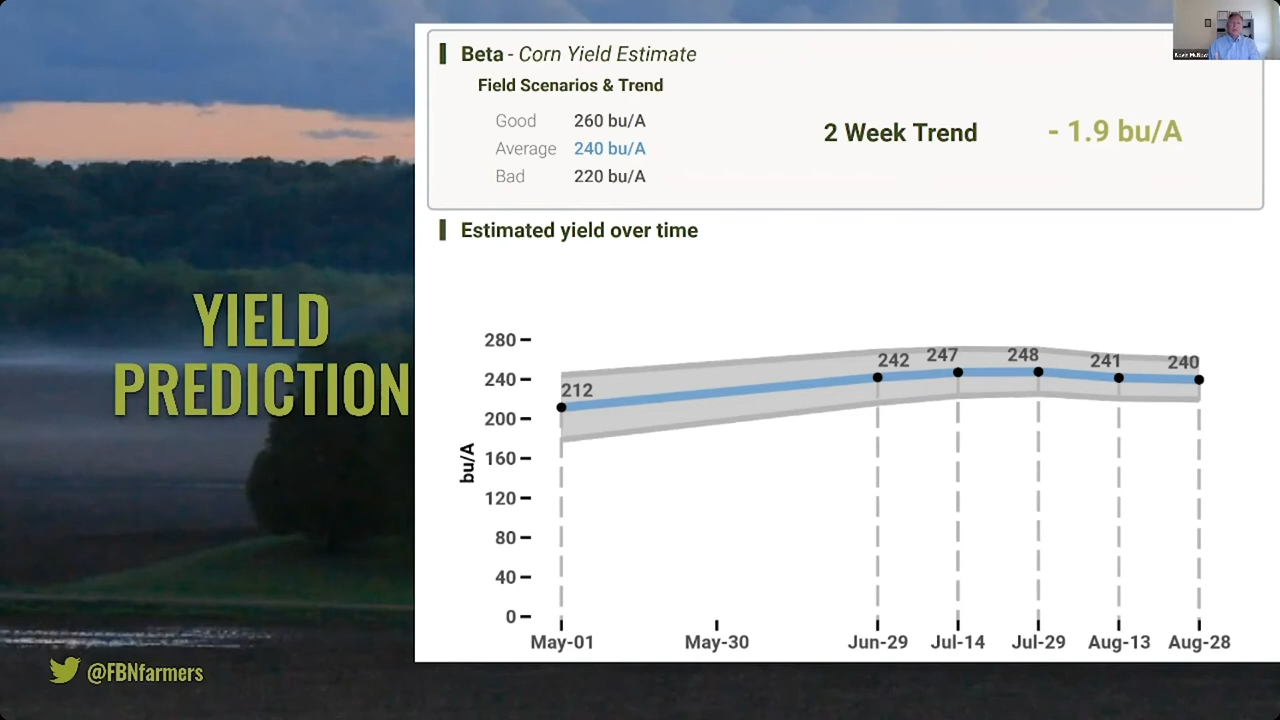 YIELD
PREDICTION
@FBNfarmers
Beta - Corn Yield Estimate
Field Scenarios & Trend
Good 260 bu/A
Average 240 bu/A
Bad 220 bu/A
2 Week Trend - 1.9 bu/A
Estimated yield over time
bu/A
280
240
200
160
120
80
40
0
212
242
247
248
241
240
May-01
May-30
Jun-29
Jul-14
Jul-29
Aug-13
Aug-28